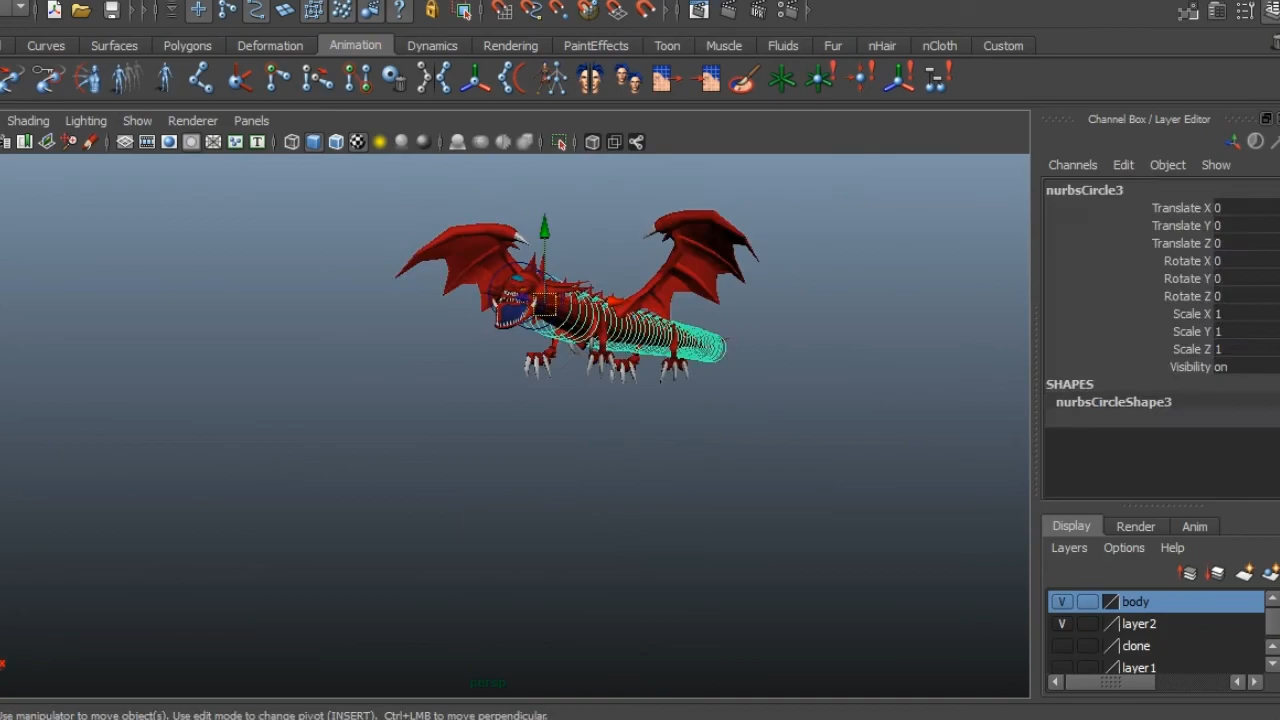 Curves Surfaces Polygons Deformation Animation Dynamics Rendering PaintEffects Toon Muscle Fluids Fur nHair nCloth Custom
Shading Lighting Show Renderer Panels
Channel Box / Layer Editor
Channels Edit Object Show
nurbsCircle3
Translate X 0
Translate Y 0
Translate Z 0
Rotate X 0
Rotate Y 0
Rotate Z 0
Scale X 1
Scale Y 1
Scale Z 1
Visibility on
SHAPES
nurbsCircleShape3
Display Render Anim
Layers Options Help
V body
V layer2
clone
layer1
persp
Use manipulator to move object(s). Use edit mode to change pivot (INSERT). Ctrl+LMB to move perpendicular.